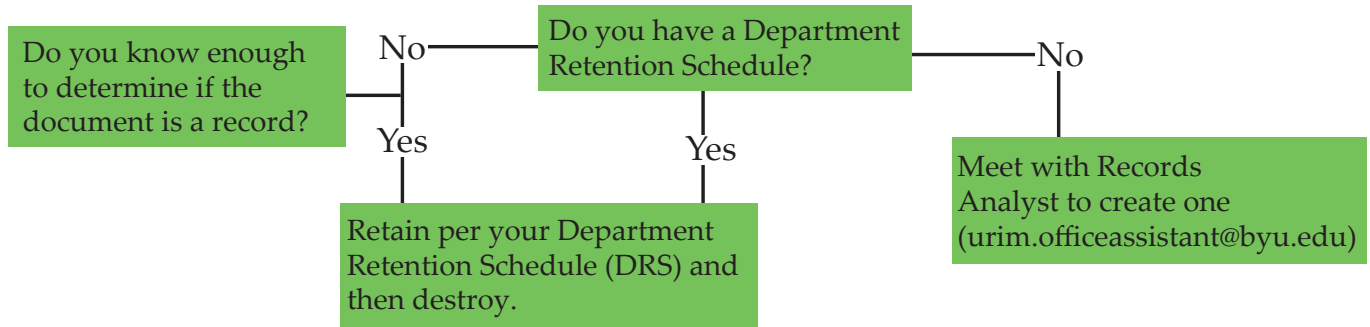 Do you know enough
to determine if the
document is a record?
No
Yes
Do you have a Department
Retention Schedule?
No
Yes
Retain per your Department
Retention Schedule (DRS) and
then destroy.
Meet with Records
Analyst to create one
(urim.officeassistant@byu.edu)